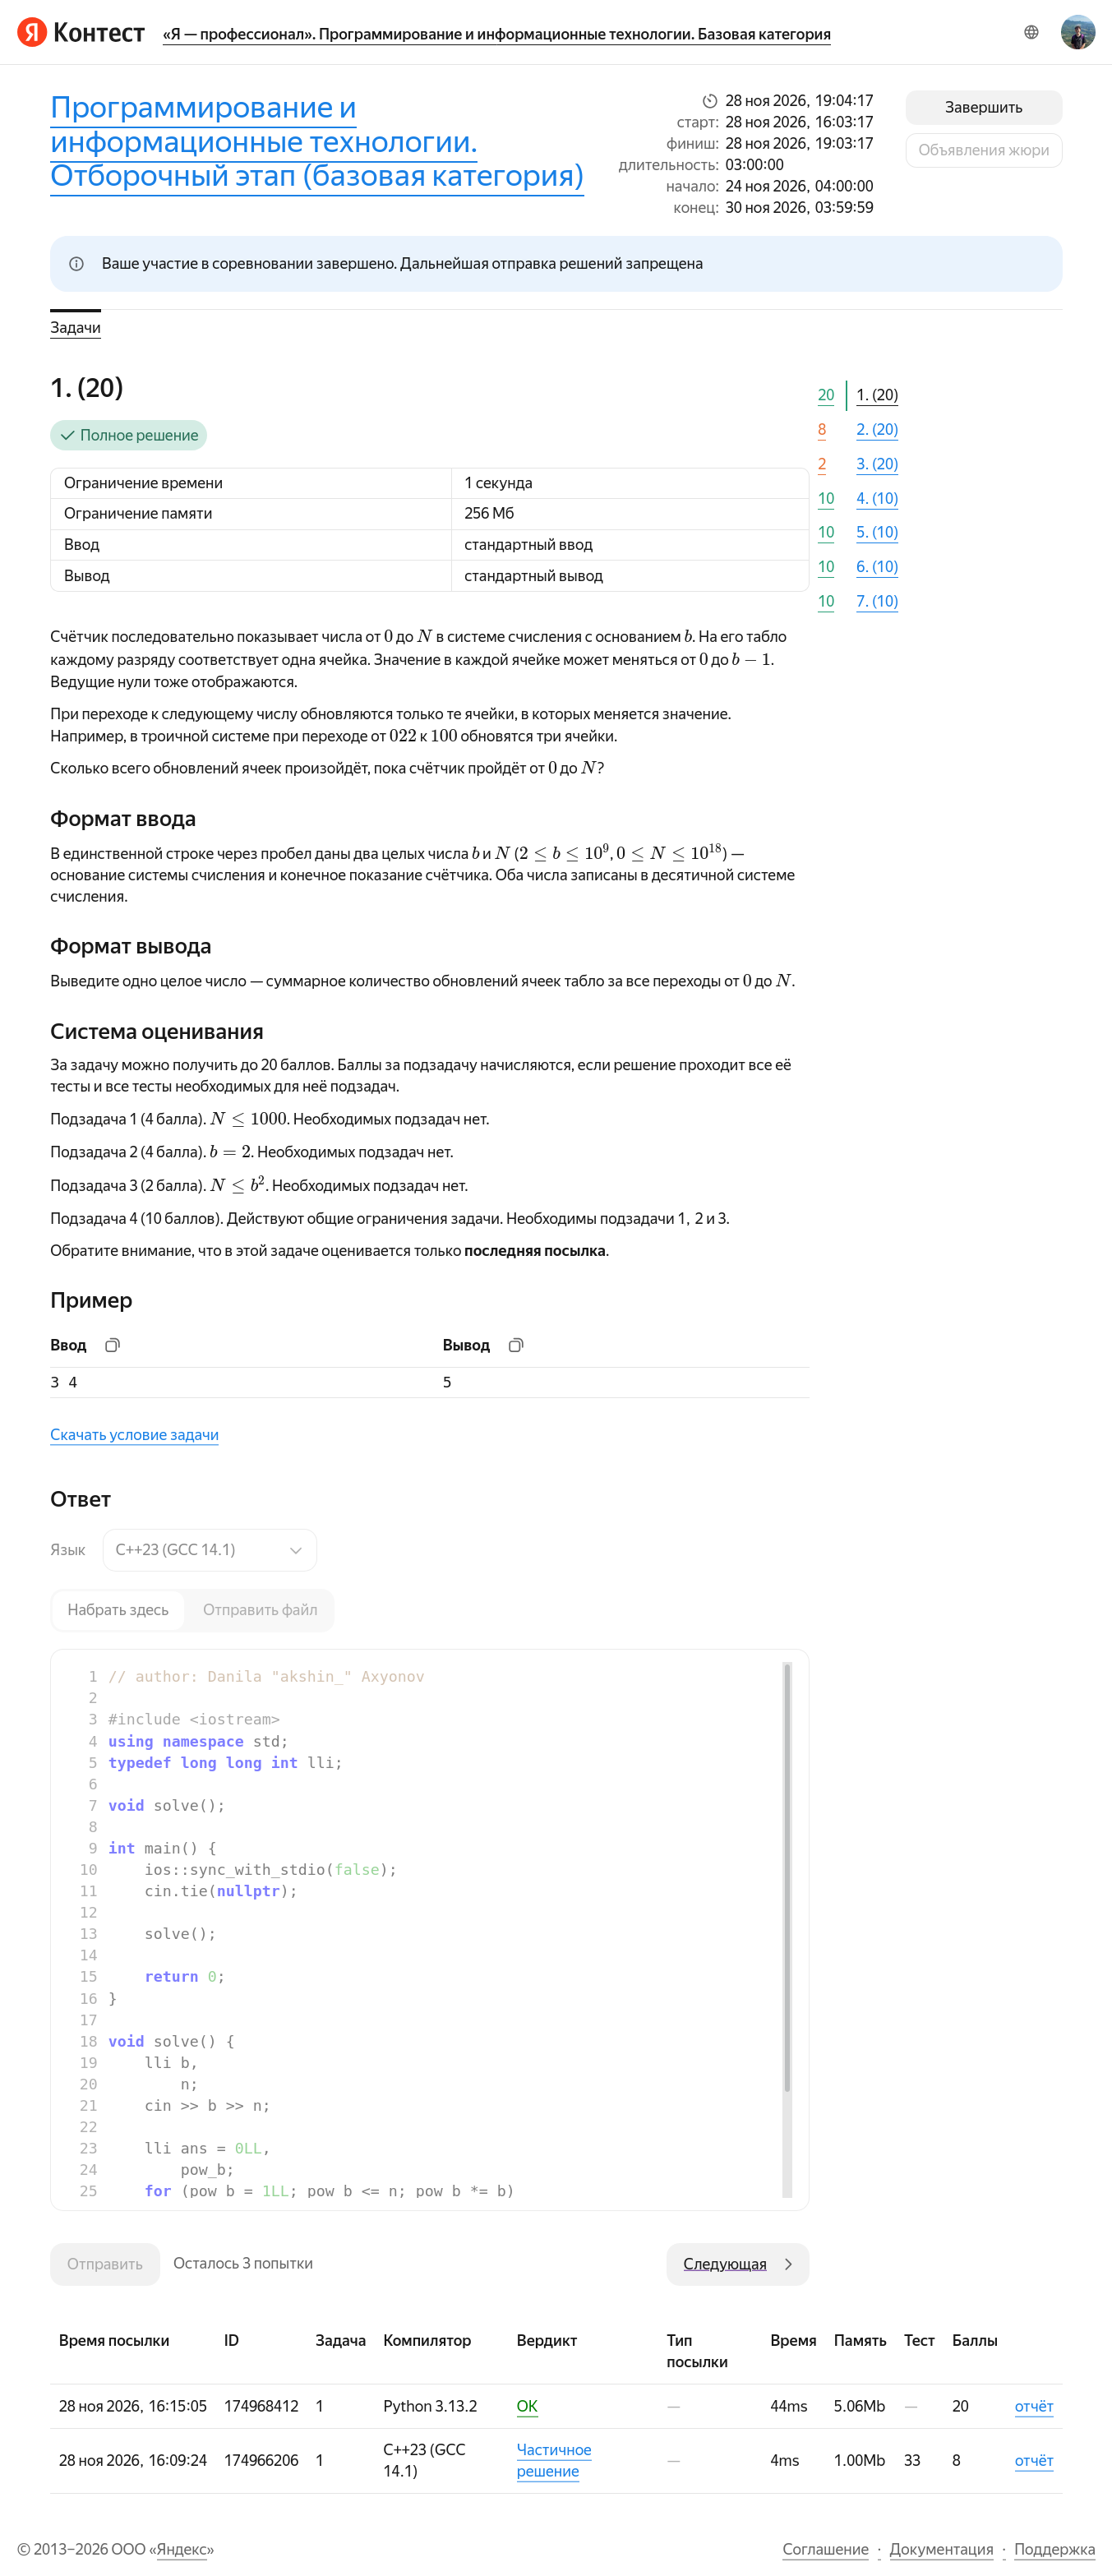 Я Контест
«Я — профессионал». Программирование и информационные технологии. Базовая категория
Программирование и
информационные технологии.
Отборочный этап (базовая категория)
28 ноя 2026, 19:04:17
старт: 28 ноя 2026, 16:03:17
финиш: 28 ноя 2026, 19:03:17
длительность: 03:00:00
начало: 24 ноя 2026, 04:00:00
конец: 30 ноя 2026, 03:59:59
Завершить
Объявления жюри
Ваше участие в соревновании завершено. Дальнейшая отправка решений запрещена
Задачи
1. (20)
Полное решение
20 1. (20)
8 2. (20)
2 3. (20)
10 4. (10)
10 5. (10)
10 6. (10)
10 7. (10)
Ограничение времени 1 секунда
Ограничение памяти 256 Мб
Ввод стандартный ввод
Вывод стандартный вывод
Счётчик последовательно показывает числа от 0 до N в системе счисления с основанием b. На его табло
каждому разряду соответствует одна ячейка. Значение в каждой ячейке может меняться от 0 до b − 1.
Ведущие нули тоже отображаются.
При переходе к следующему числу обновляются только те ячейки, в которых меняется значение.
Например, в троичной системе при переходе от 022 к 100 обновятся три ячейки.
Сколько всего обновлений ячеек произойдёт, пока счётчик пройдёт от 0 до N?
Формат ввода
В единственной строке через пробел даны два целых числа b и N (2 ≤ b ≤ 10⁹, 0 ≤ N ≤ 10¹⁸) —
основание системы счисления и конечное показание счётчика. Оба числа записаны в десятичной системе
счисления.
Формат вывода
Выведите одно целое число — суммарное количество обновлений ячеек табло за все переходы от 0 до N.
Система оценивания
За задачу можно получить до 20 баллов. Баллы за подзадачу начисляются, если решение проходит все её
тесты и все тесты необходимых для неё подзадач.
Подзадача 1 (4 балла). N ≤ 1000. Необходимых подзадач нет.
Подзадача 2 (4 балла). b = 2. Необходимых подзадач нет.
Подзадача 3 (2 балла). N ≤ b². Необходимых подзадач нет.
Подзадача 4 (10 баллов). Действуют общие ограничения задачи. Необходимы подзадачи 1, 2 и 3.
Обратите внимание, что в этой задаче оценивается только последняя посылка.
Пример
Ввод Вывод
3 4 5
Скачать условие задачи
Ответ
Язык C++23 (GCC 14.1)
Набрать здесь Отправить файл
1 // author: Danila "akshin_" Axyonov
2
3 #include <iostream>
4 using namespace std;
5 typedef long long int lli;
6
7 void solve();
8
9 int main() {
10     ios::sync_with_stdio(false);
11     cin.tie(nullptr);
12
13     solve();
14
15     return 0;
16 }
17
18 void solve() {
19     lli b,
20         n;
21     cin >> b >> n;
22
23     lli ans = 0LL,
24         pow_b;
25     for (pow_b = 1LL; pow_b <= n; pow_b *= b)
Отправить Осталось 3 попытки Следующая
Время посылки ID Задача Компилятор Вердикт Тип посылки Время Память Тест Баллы
28 ноя 2026, 16:15:05 174968412 1 Python 3.13.2 OK — 44ms 5.06Mb — 20 отчёт
28 ноя 2026, 16:09:24 174966206 1 C++23 (GCC 14.1) Частичное решение — 4ms 1.00Mb 33 8 отчёт
© 2013–2026 ООО «Яндекс» Соглашение · Документация · Поддержка